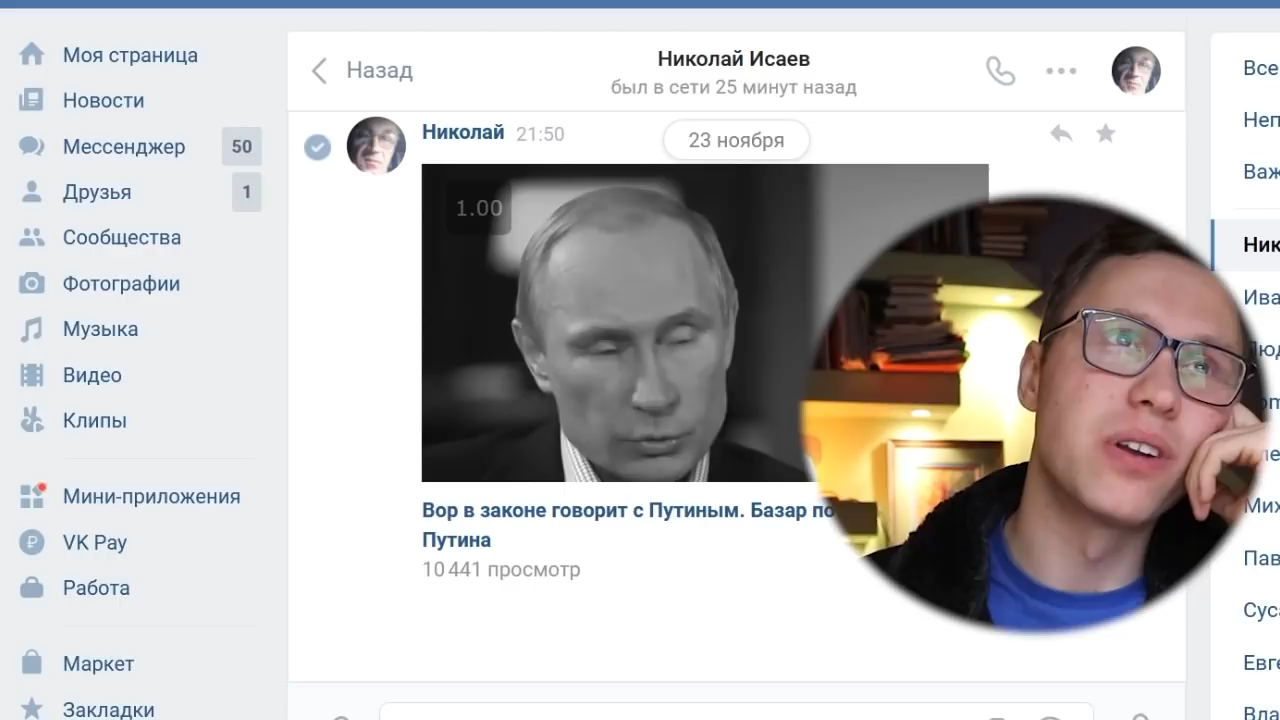 Моя страница
Новости
Мессенджер 50
Друзья 1
Сообщества
Фотографии
Музыка
Видео
Клипы
Мини-приложения
VK Pay
Работа
Маркет
Закладки
Назад
Николай Исаев
был в сети 25 минут назад
Николай 21:50
23 ноября
1.00
Вор в законе говорит с Путиным. Базар по
Путина
10 441 просмотр
Все
Неп
Важ
Ник
Ива
Мих
Пав
Суса
Евге
Вла